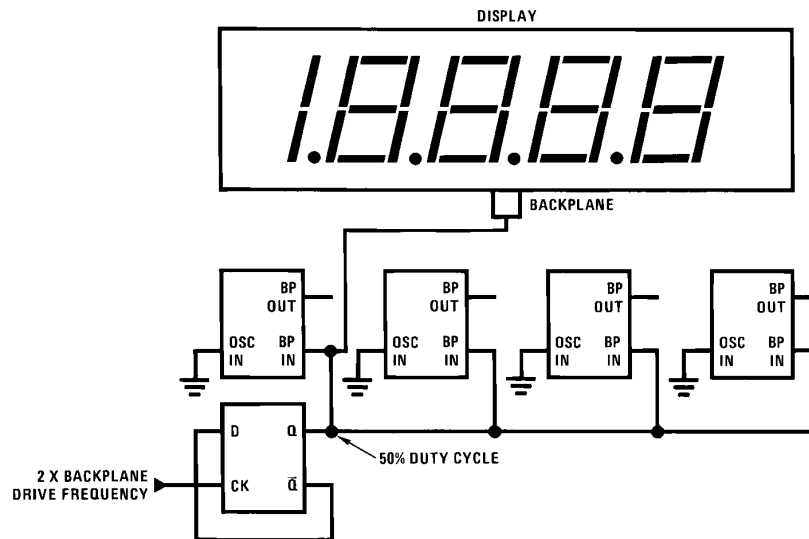 DISPLAY
1.8.8.8.8
BACKPLANE
BP
OUT
OSC
IN
BP
IN
BP
OUT
OSC
IN
BP
IN
BP
OUT
OSC
IN
BP
IN
BP
OUT
OSC
IN
BP
IN
D
Q
50% DUTY CYCLE
2 X BACKPLANE
DRIVE FREQUENCY
CK
Q̅